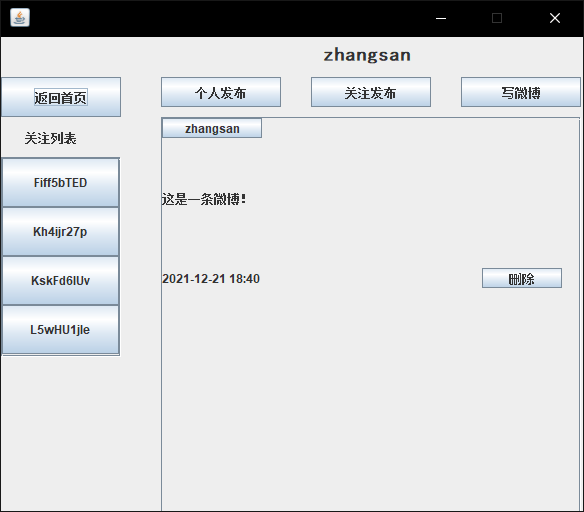 zhangsan
返回首页
个人发布
关注发布
写微博
关注列表
zhangsan
Fiff5bTED
Kh4ijr27p
KskFd6lUv
L5wHU1jle
这是一条微博！
2021-12-21 18:40
删除